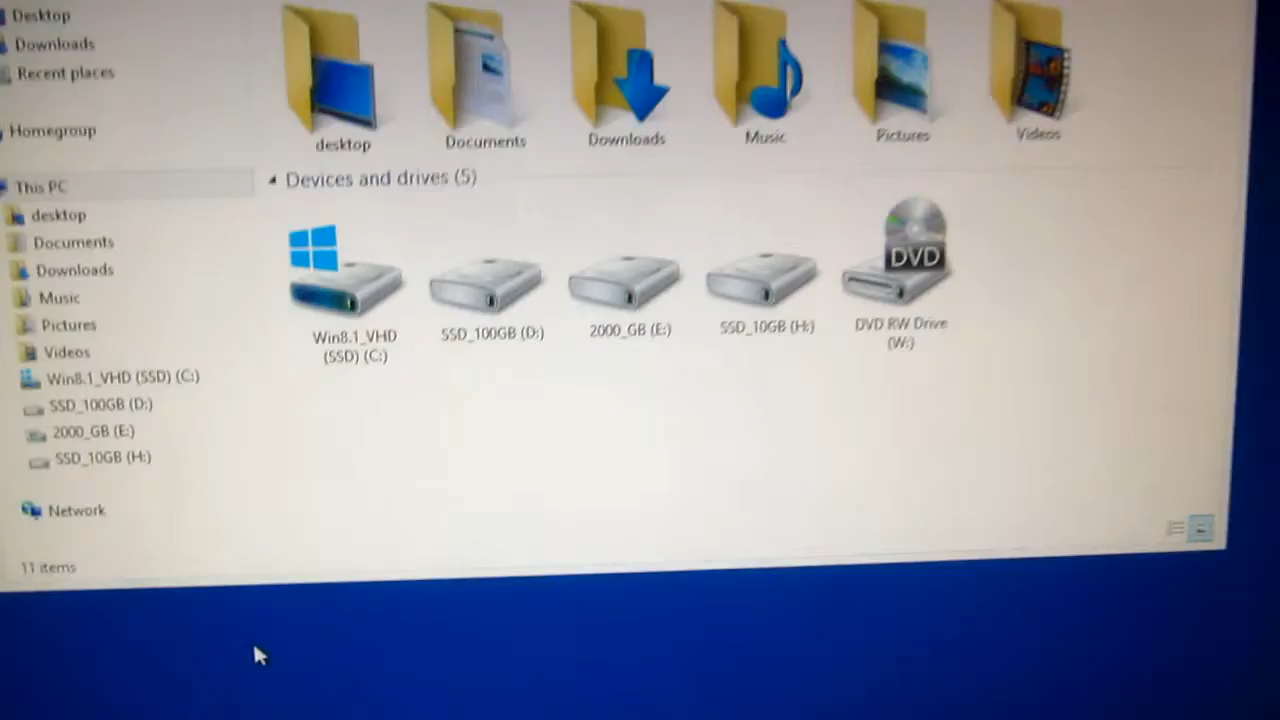 Desktop
Downloads
Recent places
Homegroup
This PC
desktop
Documents
Downloads
Music
Pictures
Videos
Win8.1_VHD (SSD) (C:)
SSD_100GB (D:)
2000_GB (E:)
SSD_10GB (H:)
Network
11 items
desktop
Documents
Downloads
Music
Pictures
Videos
Devices and drives (5)
Win8.1_VHD
(SSD) (C:)
SSD_100GB (D:)
2000_GB (E:)
SSD_10GB (H:)
DVD
DVD RW Drive
(W:)